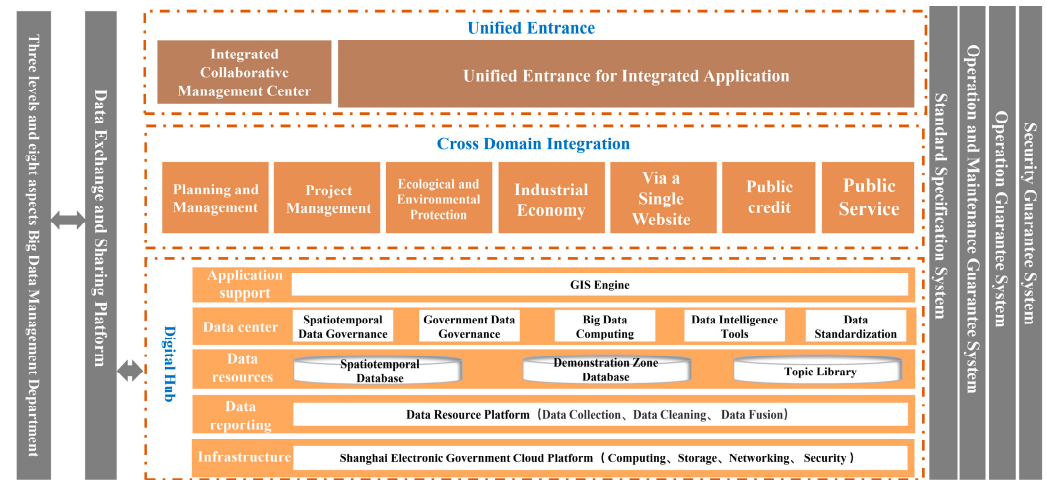 Three levels and eight aspects Big Data Management Department
Data Exchange and Sharing Platform
Unified Entrance
Integrated
Collaborative
Management Center
Unified Entrance for Integrated Application
Cross Domain Integration
Planning and
Management
Project
Management
Ecological and
Environmental
Protection
Industrial
Economy
Via a
Single
Website
Public
credit
Public
Service
Digital Hub
Application
support
GIS Engine
Data center
Spatiotemporal
Data Governance
Government Data
Governance
Big Data
Computing
Data Intelligence
Tools
Data
Standardization
Data
resources
Spatiotemporal
Database
Demonstration Zone
Database
Topic Library
Data
reporting
Data Resource Platform（Data Collection、Data Cleaning、 Data Fusion）
Infrastructure
Shanghai Electronic Government Cloud Platform（ Computing、Storage、Networking、 Security ）
Standard Specification System
Operation and Maintenance Guarantee System
Operation Guarantee System
Security Guarantee System